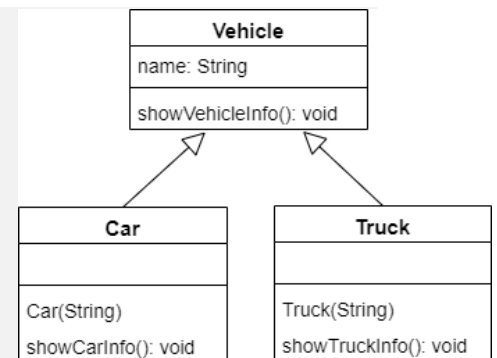 Vehicle
name: String
showVehicleInfo(): void
Car
Car(String)
showCarInfo(): void
Truck
Truck(String)
showTruckInfo(): void